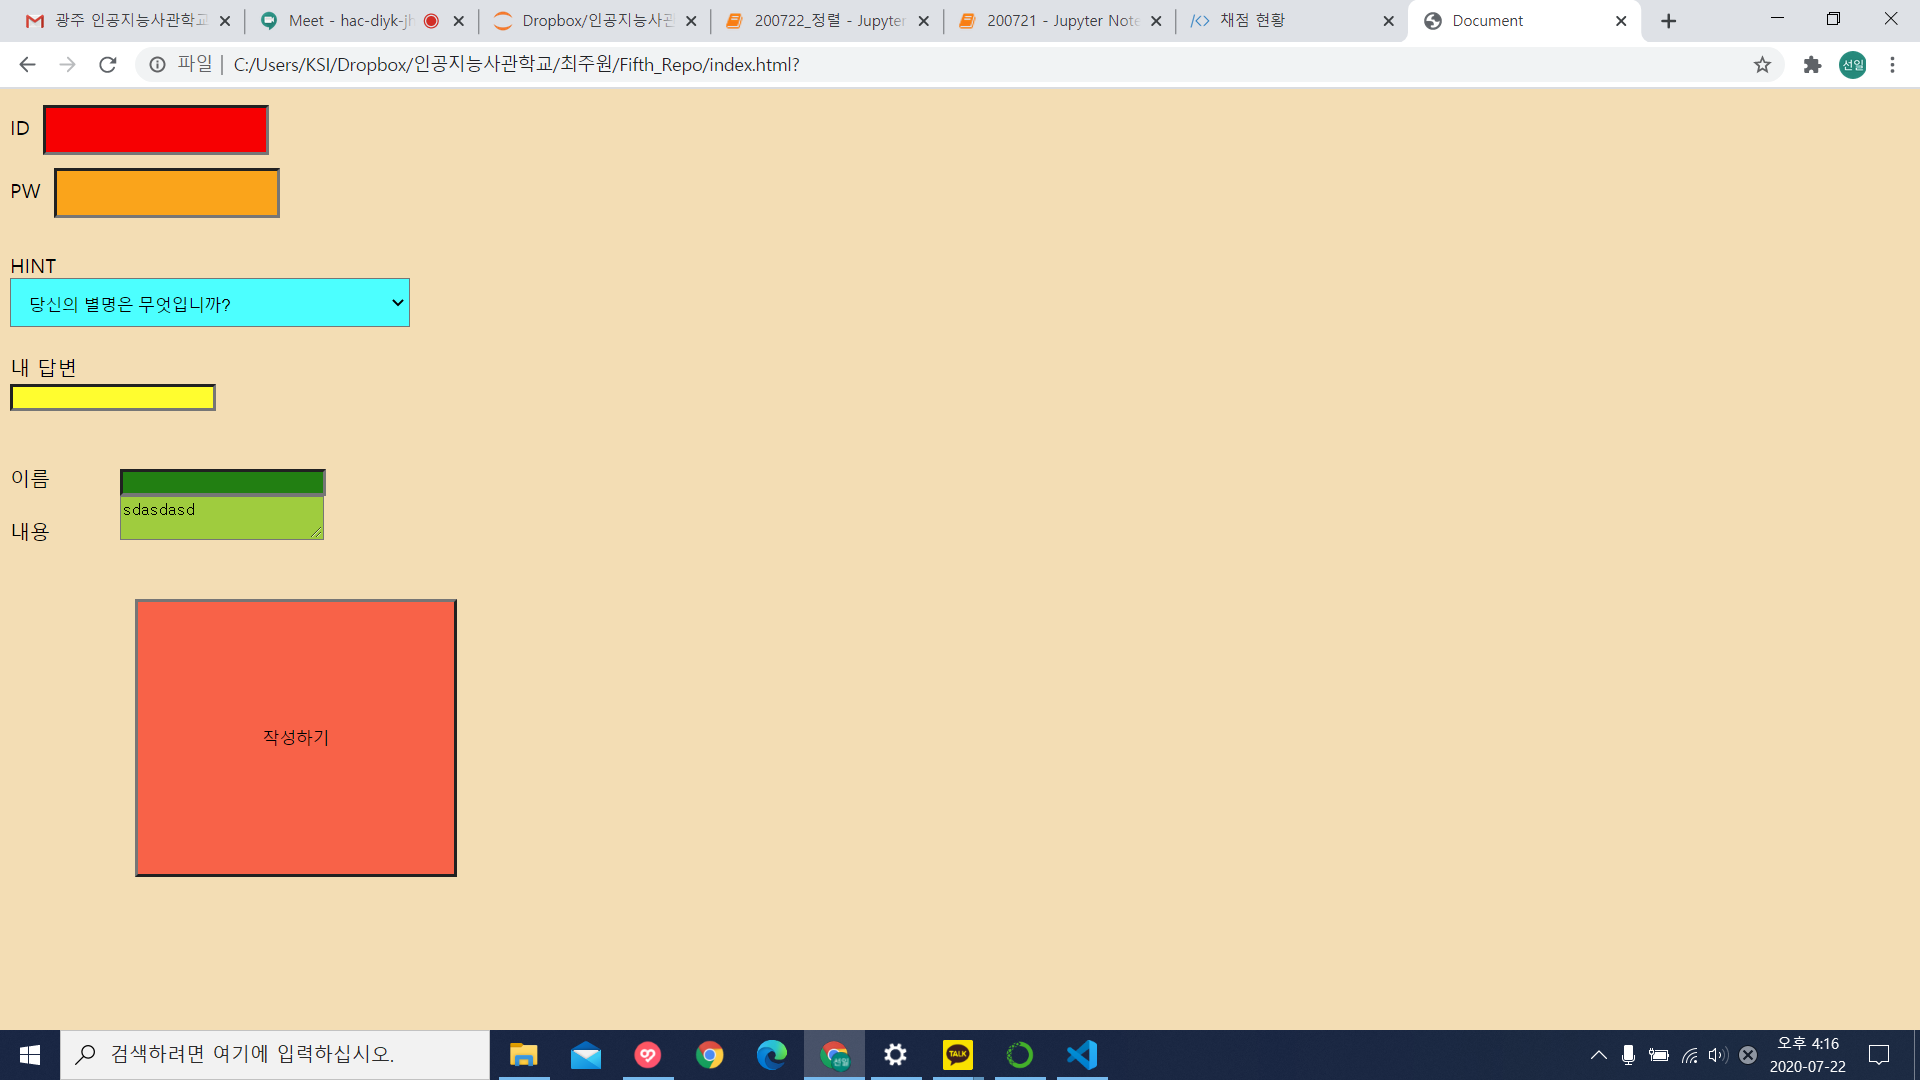 광주 인공지능사관학교
Meet - hac-diyk-jh
Dropbox/인공지능사관
200722_정렬 - Jupyter
200721 - Jupyter Note
채점 현황
Document
파일 | C:/Users/KSI/Dropbox/인공지능사관학교/최주원/Fifth_Repo/index.html?
선일
ID
PW
HINT
당신의 별명은 무엇입니까?
내 답변
이름
sdasdasd
내용
작성하기
검색하려면 여기에 입력하십시오.
선일
TALK
오후 4:16
2020-07-22